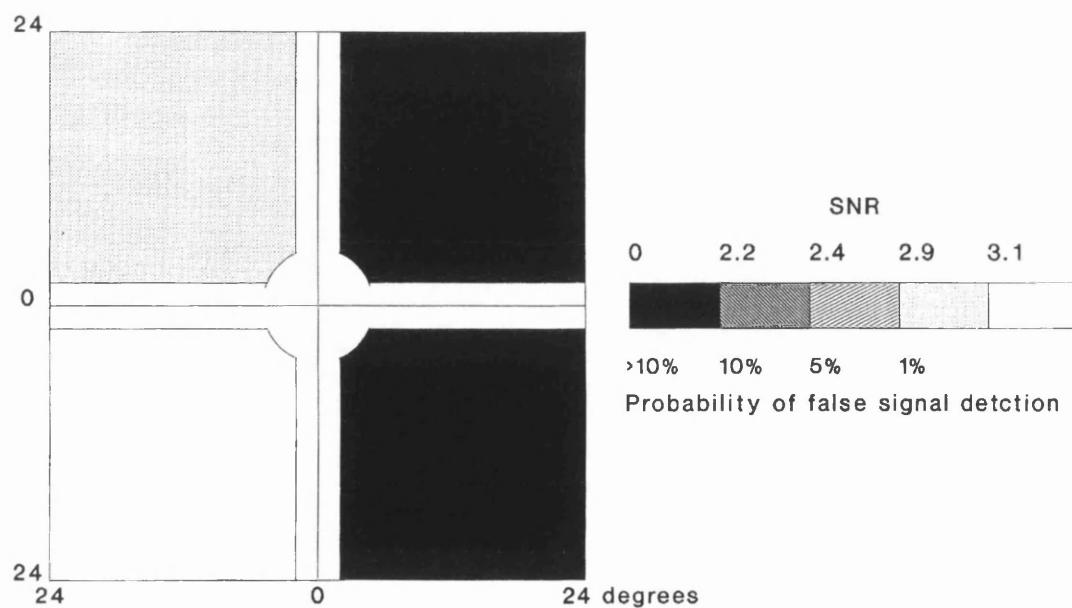 24
0
24
24 0 24 degrees
SNR
0 2.2 2.4 2.9 3.1
>10% 10% 5% 1%
Probability of false signal detction